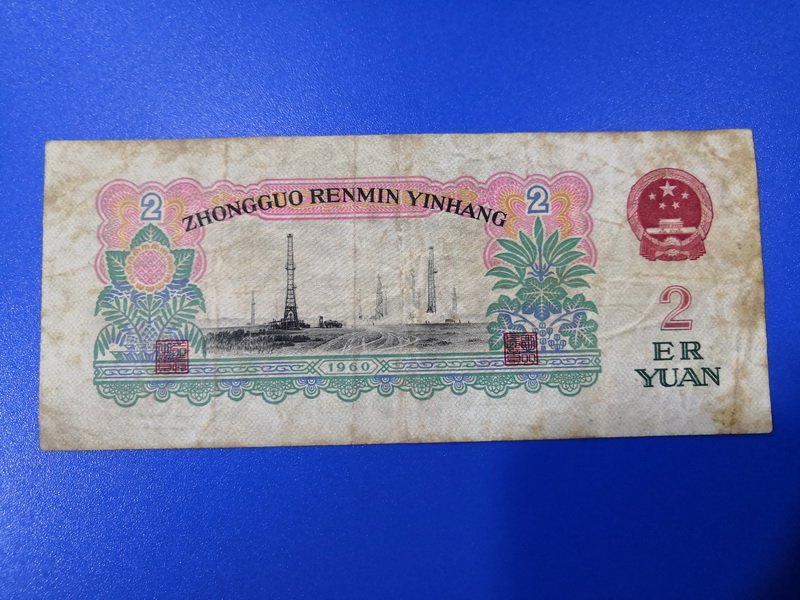 2
ZHONGGUO RENMIN YINHANG
2
1960
2
ER
YUAN